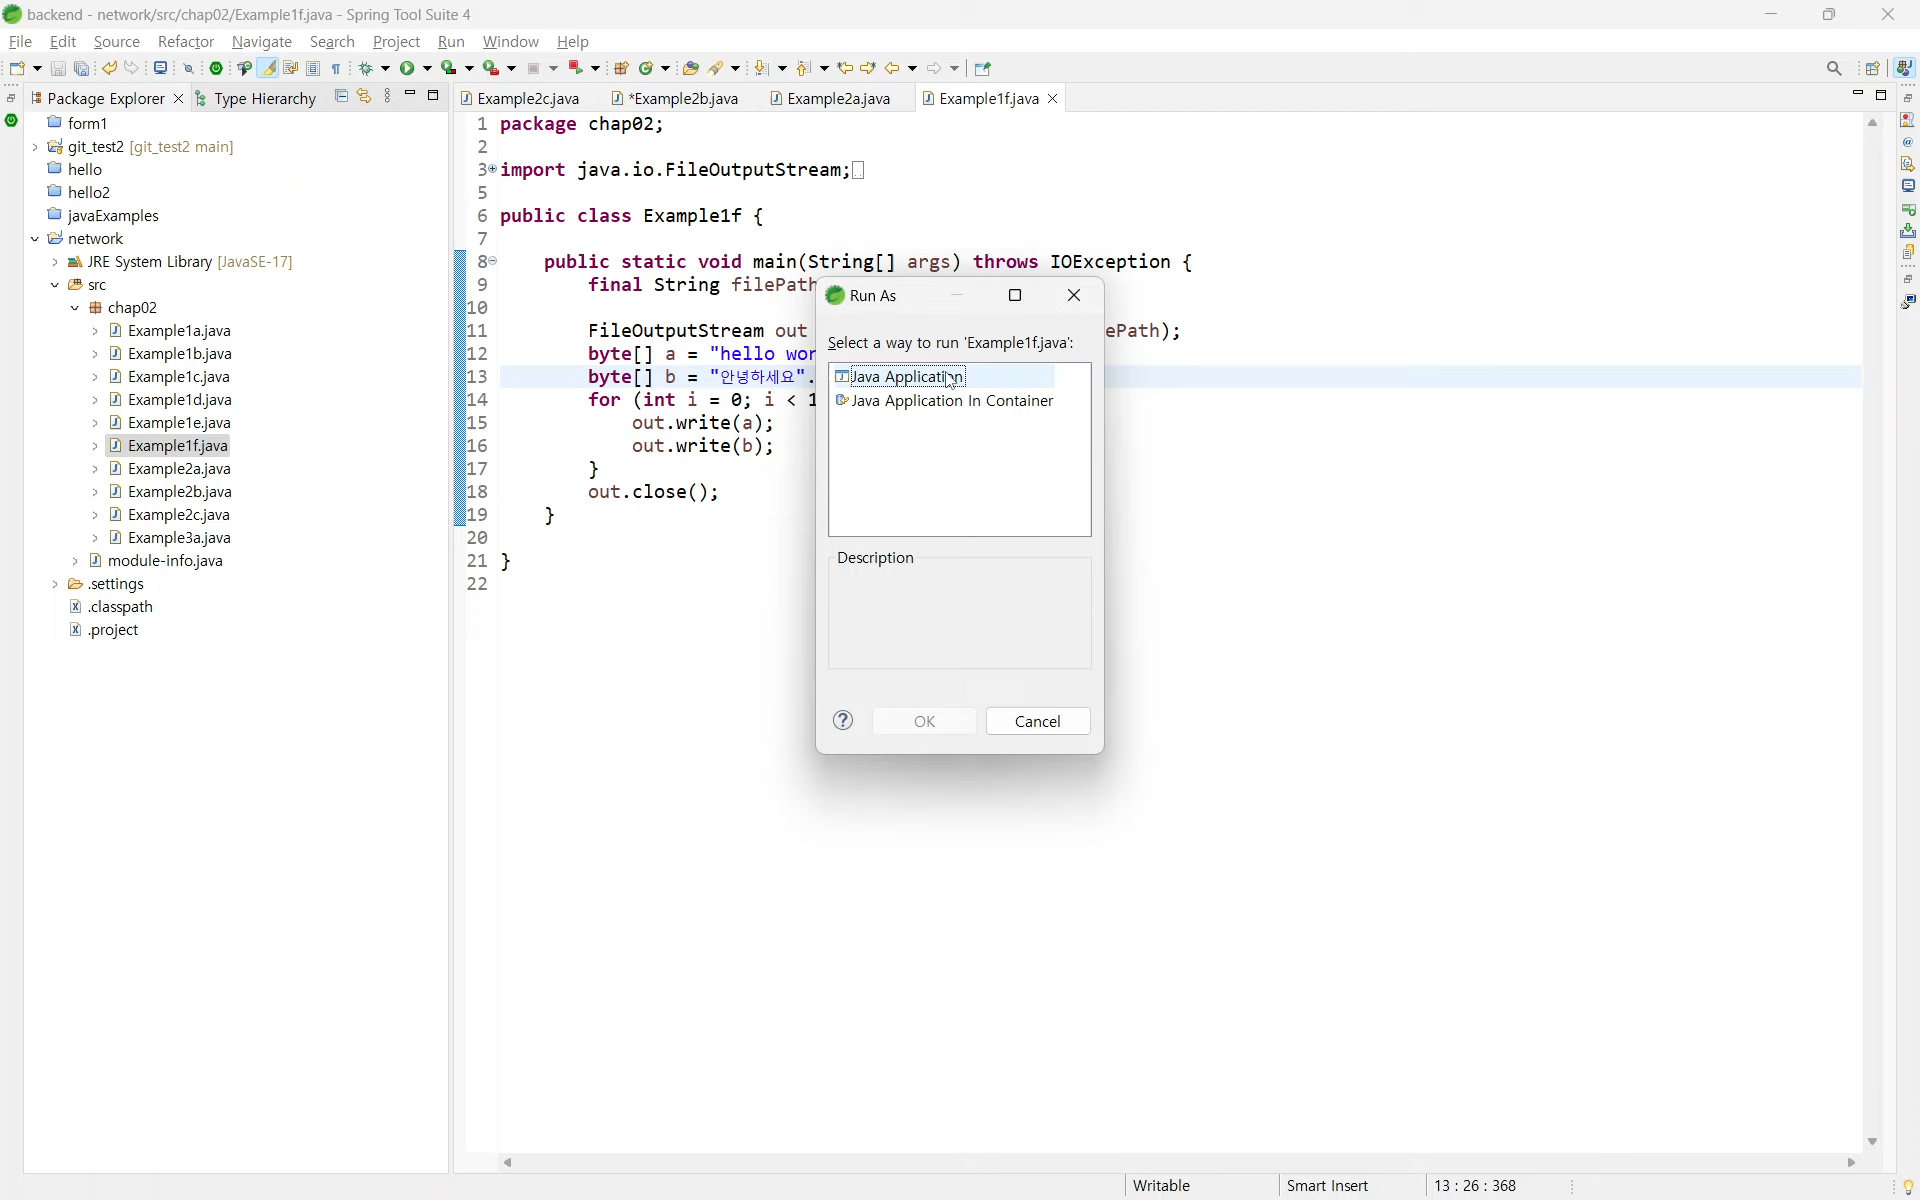 backend - network/src/chap02/Example1f.java - Spring Tool Suite 4
File Edit Source Refactor Navigate Search Project Run Window Help
Package Explorer Type Hierarchy
Example2c.java *Example2b.java Example2a.java Example1f.java
form1
git_test2 [git_test2 main]
hello
hello2
javaExamples
network
JRE System Library [JavaSE-17]
src
chap02
Example1a.java
Example1b.java
Example1c.java
Example1d.java
Example1e.java
Example1f.java
Example2a.java
Example2b.java
Example2c.java
Example3a.java
module-info.java
.settings
.classpath
.project
1 package chap02;
2
3 import java.io.FileOutputStream;
5
6 public class Example1f {
7
8 public static void main(String[] args) throws IOException {
9 final String filePath
10
11 FileOutputStream out ePath);
12 byte[] a = "hello wor
13 byte[] b = "안녕하세요".
14 for (int i = 0; i < 1
15 out.write(a);
16 out.write(b);
17 }
18 out.close();
19 }
20
21 }
22
Run As
Select a way to run 'Example1f.java':
Java Application
Java Application In Container
Description
OK Cancel
Writable Smart Insert 13 : 26 : 368